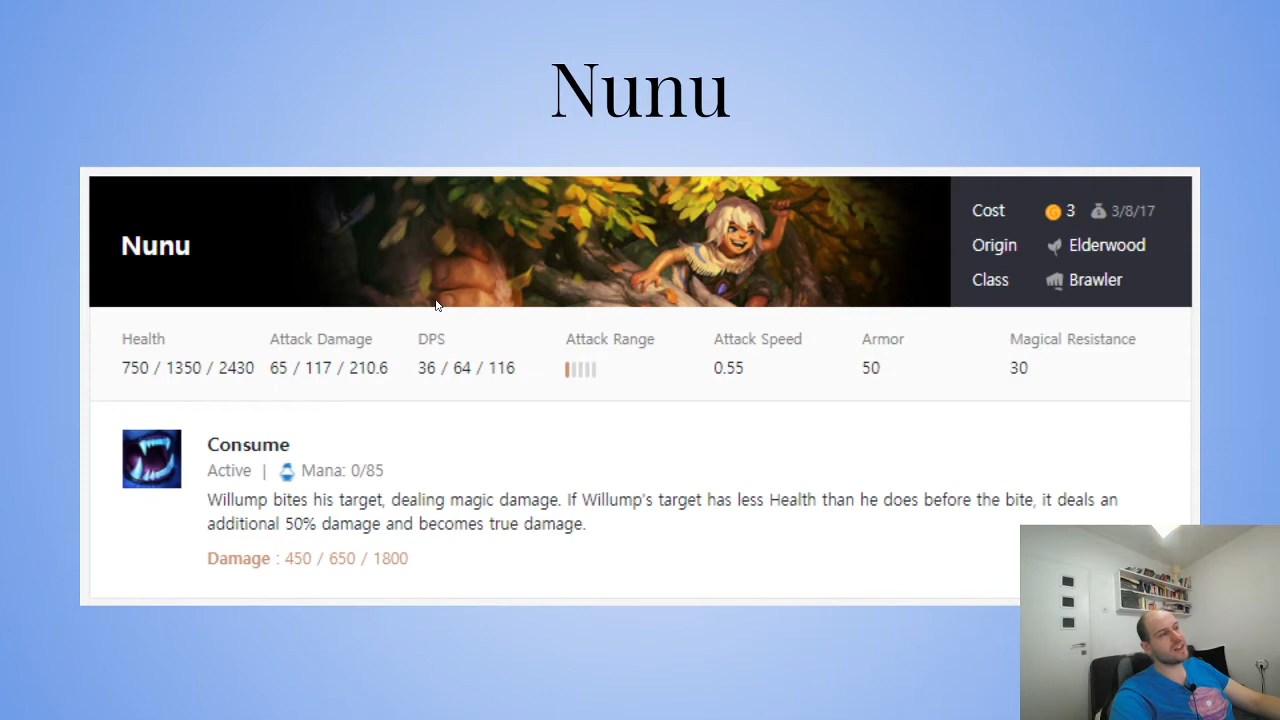 Nunu
Nunu
Cost 3 3/8/17
Origin Elderwood
Class Brawler
Health Attack Damage DPS Attack Range Attack Speed Armor Magical Resistance
750 / 1350 / 2430 65 / 117 / 210.6 36 / 64 / 116 0.55 50 30
Consume
Active | Mana: 0/85
Willump bites his target, dealing magic damage. If Willump's target has less Health than he does before the bite, it deals an
additional 50% damage and becomes true damage.
Damage : 450 / 650 / 1800